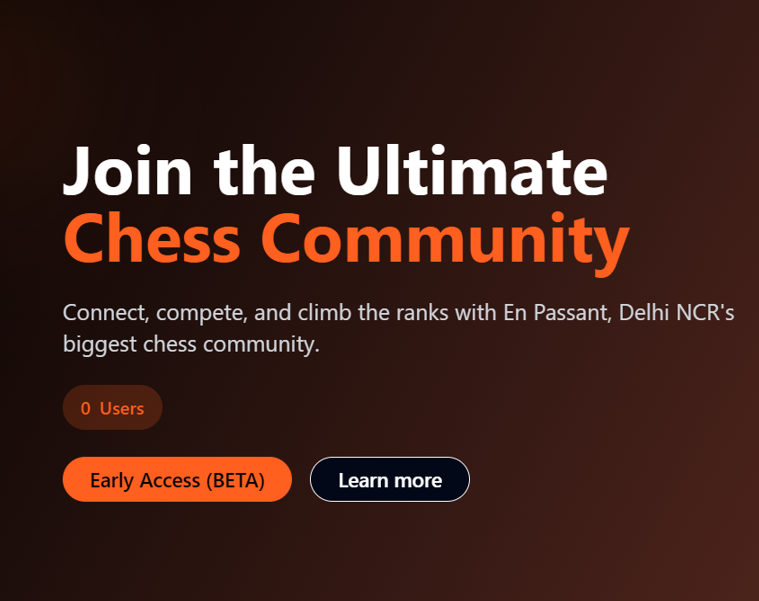 Join the Ultimate
Chess Community
Connect, compete, and climb the ranks with En Passant, Delhi NCR's
biggest chess community.
0 Users
Early Access (BETA)
Learn more